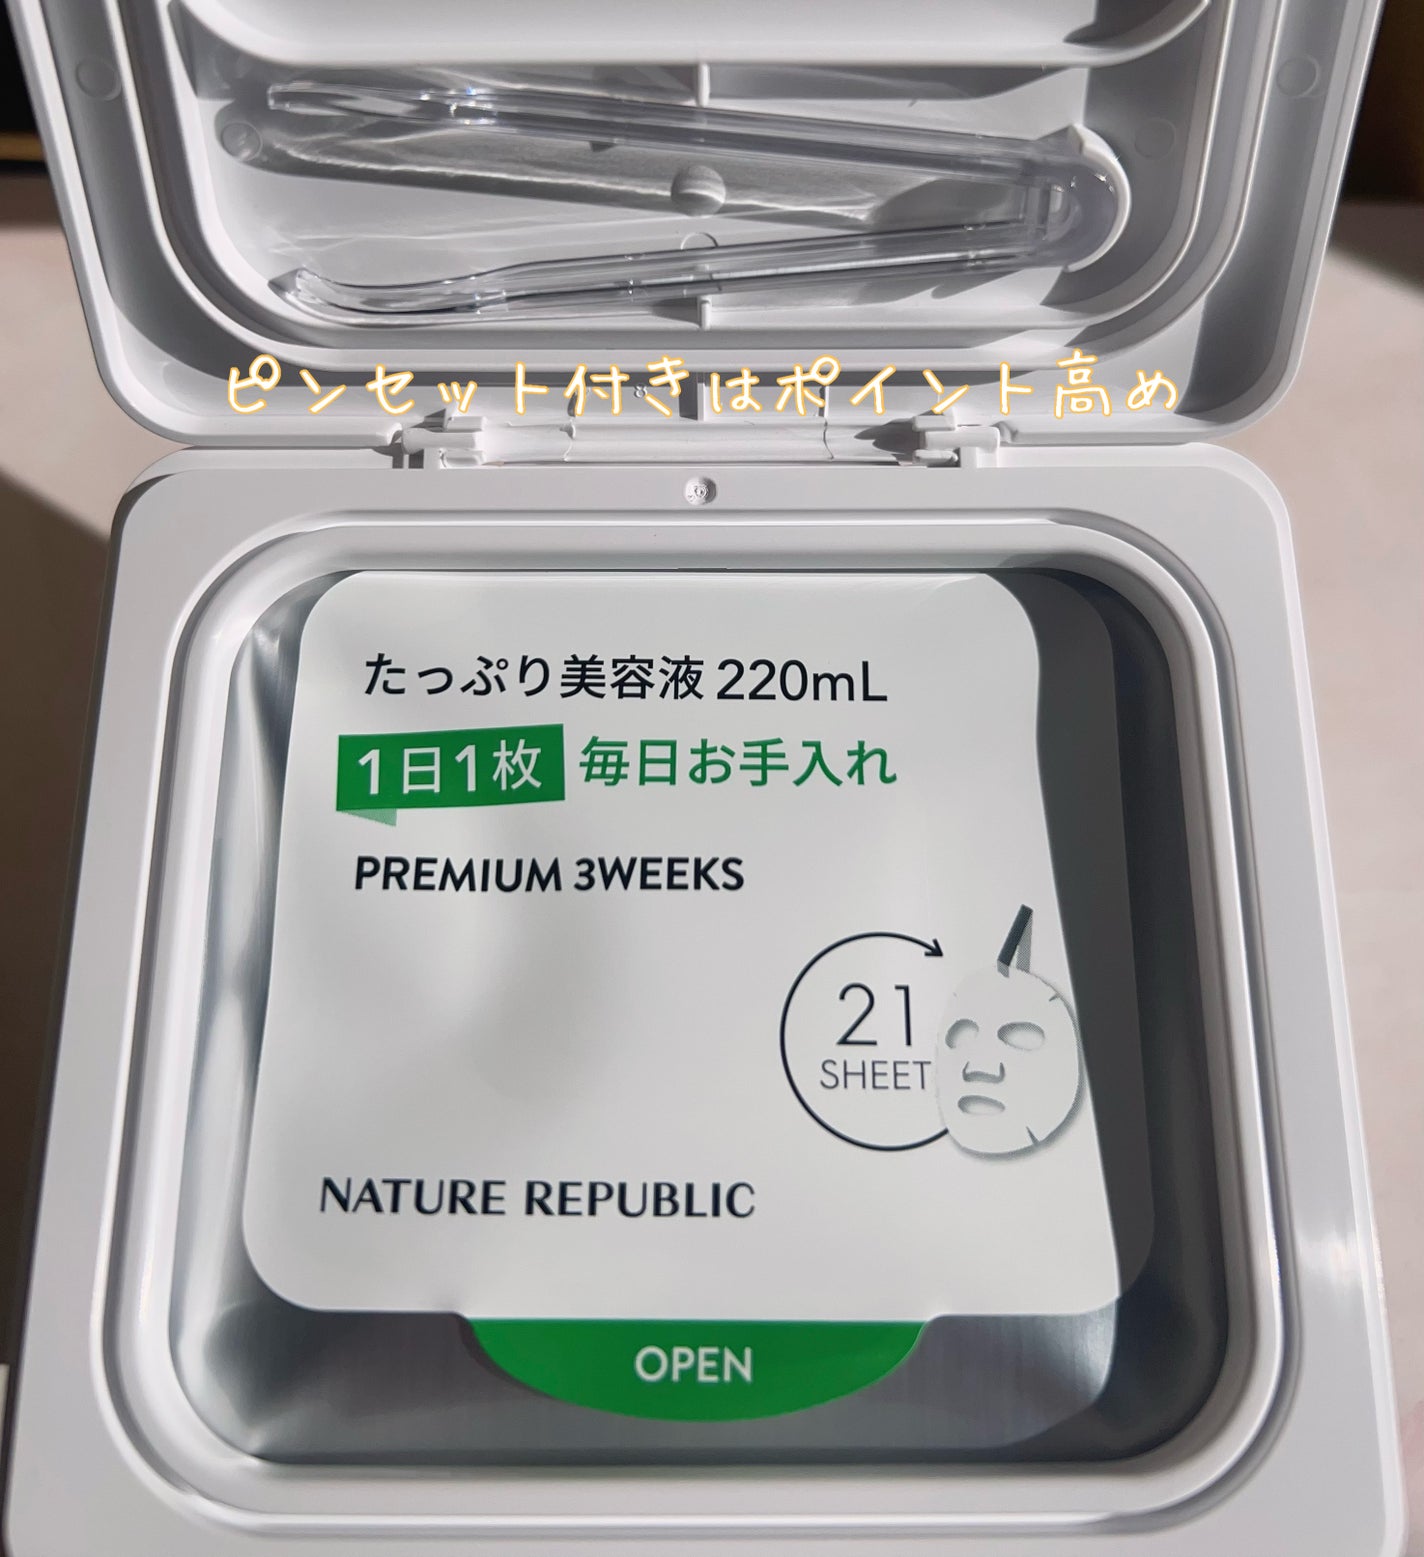 ピンセット付きはポイント高め
たっぷり美容液 220mL
1日1枚 毎日お手入れ
PREMIUM 3WEEKS
21
SHEET
NATURE REPUBLIC
OPEN